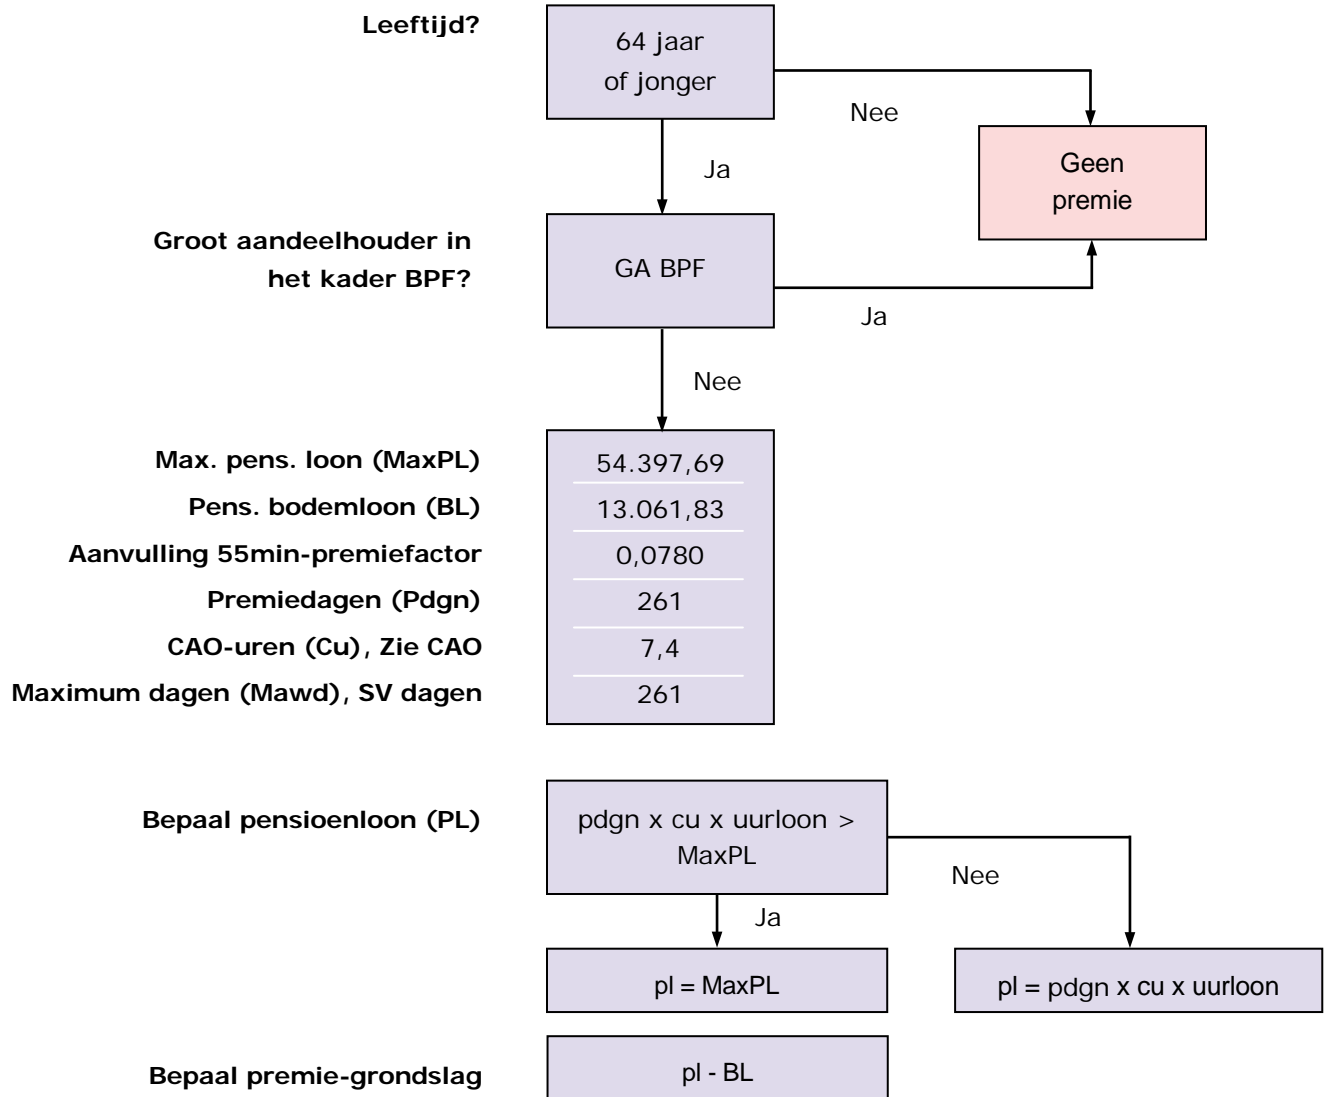 Leeftijd?
64 jaar
of jonger
Nee
Geen
premie
Ja
Groot aandeelhouder in
het kader BPF?
GA BPF
Ja
Nee
Max. pens. loon (MaxPL)
54.397,69
Pens. bodemloon (BL)
13.061,83
Aanvulling 55min-premiefactor
0,0780
Premiedagen (Pdgn)
261
CAO-uren (Cu), Zie CAO
7,4
Maximum dagen (Mawd), SV dagen
261
Bepaal pensioenloon (PL)
pdgn x cu x uurloon >
MaxPL
Nee
Ja
pl = MaxPL
pl = pdgn x cu x uurloon
Bepaal premie-grondslag
pl - BL